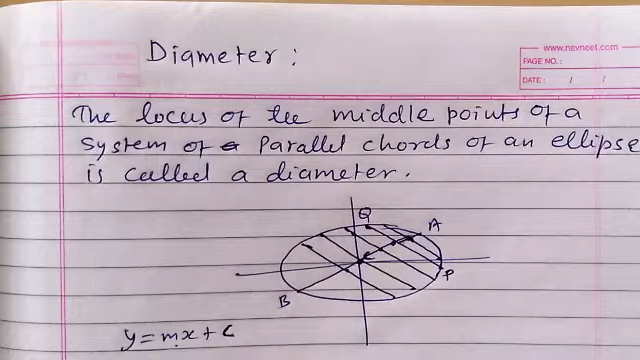 Diameter :
www.navneet.com
PAGE NO. :
DATE : / /
The locus of the middle points of a
system of Parallel chords of an ellipse
is called a diameter.
Q
A
P
B
y = mx + c